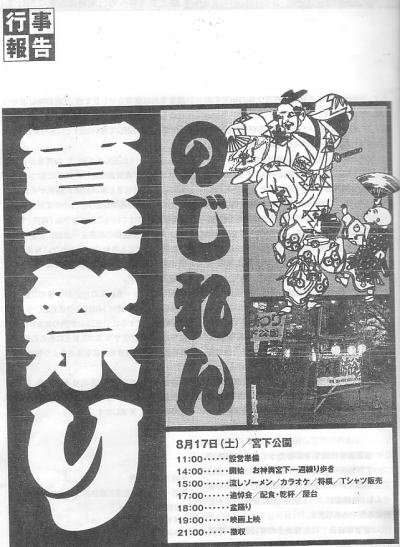 行事
報告
のじれん
夏祭り
8月17日(土)/宮下公園
11:00‥‥‥設営準備
14:00‥‥‥開始 お神輿宮下一週練り歩き
15:00‥‥‥流しソーメン/カラオケ/将棋/Tシャツ販売
17:00‥‥‥追悼会/配食・乾杯/屋台
18:00‥‥‥盆踊り
19:00‥‥‥映画上映
21:00‥‥‥撤収